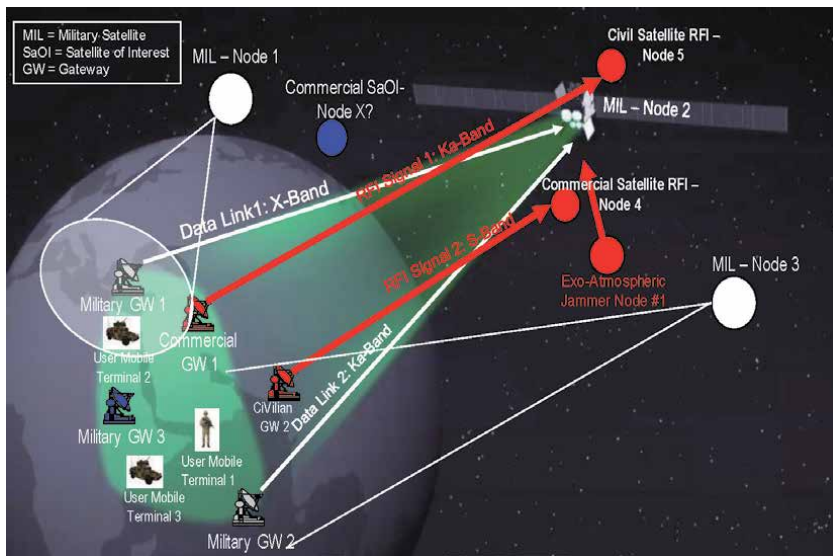 MIL = Military Satellite
SaOI = Satellite of Interest
GW = Gateway
MIL – Node 1
Commercial SaOI-
Node X?
Civil Satellite RFI –
Node 5
MIL – Node 2
RFI Signal 1: Ka-Band
Data Link1: X-Band
Commercial Satellite RFI –
Node 4
RFI Signal 2: S-Band
Exo-Atmospheric
Jammer Node #1
MIL – Node 3
Military GW 1
Commercial
GW 1
User Mobile
Terminal 2
Data Link 2: Ka-Band
CiVilian
GW 2
Military GW 3
User Mobile
Terminal 1
User Mobile
Terminal 3
Military GW 2